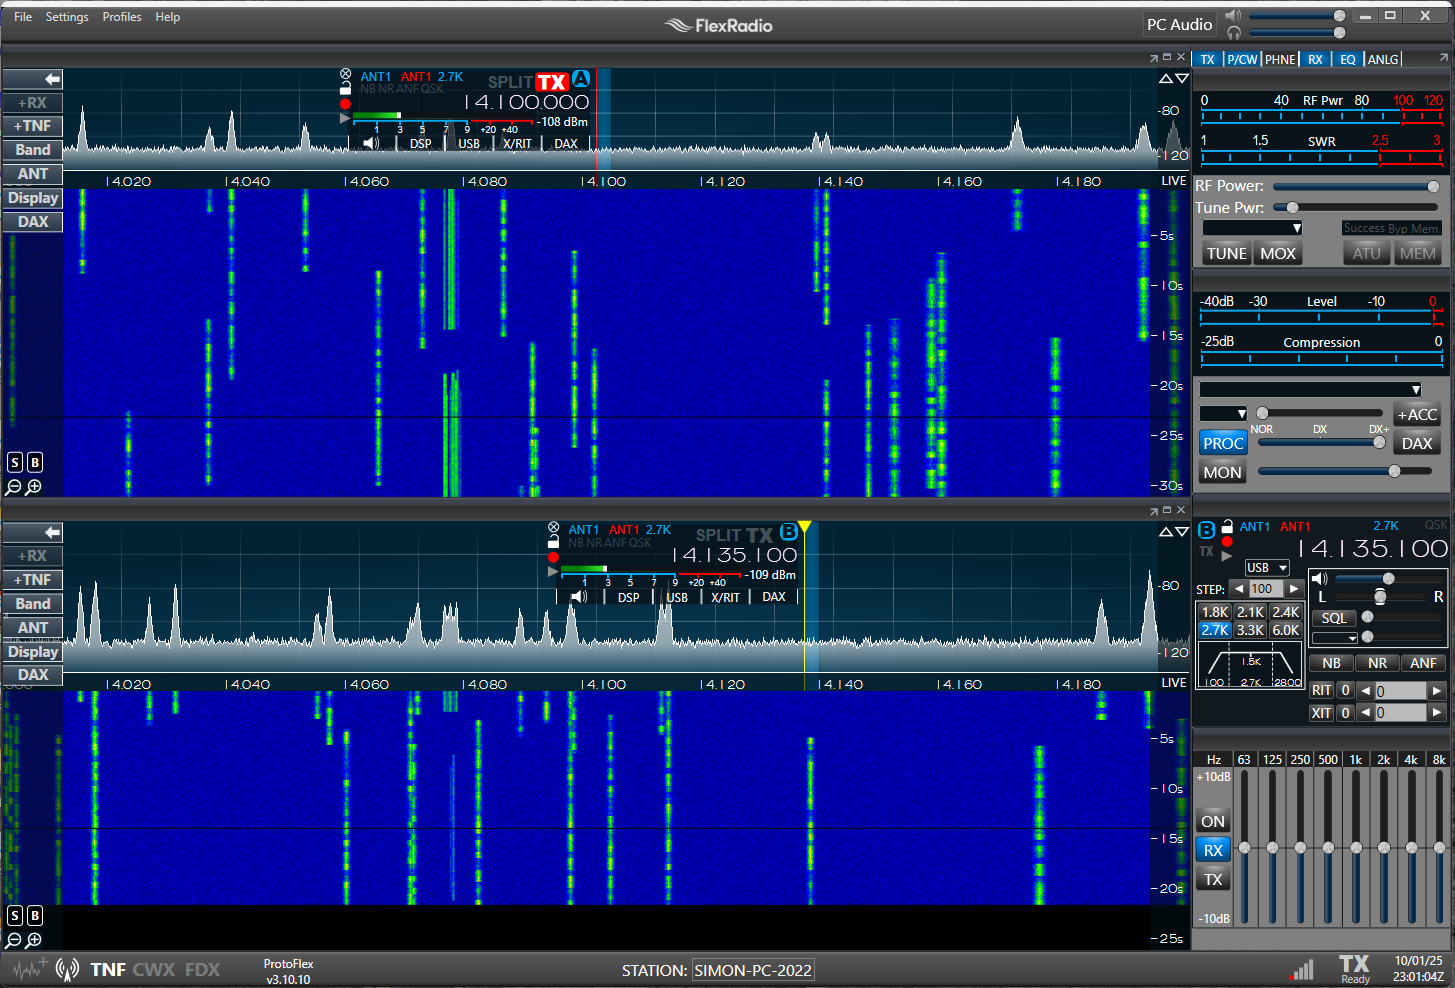 File Settings Profiles Help
FlexRadio
PC Audio
X
+RX
+TNF
Band
ANT
Display
DAX
ANT1 ANT1 2.7K
NB NR ANF QSK
SPLIT TX A
14.100.000
1 3 5 7 9 +20 +40
-108 dBm
DSP USB X/RIT DAX
-80
-120
14.020 14.040 14.060 14.080 14.100 14.120 14.140 14.160 14.180 LIVE
-5s
-10s
-15s
-20s
-25s
-30s
S B
+RX
+TNF
Band
ANT
Display
DAX
ANT1 ANT1 2.7K
NB NR ANF QSK
SPLIT TX B
14.135.100
1 3 5 7 9 +20 +40
-109 dBm
DSP USB X/RIT DAX
-80
-120
14.020 14.040 14.060 14.080 14.100 14.120 14.140 14.160 14.180 LIVE
-5s
-10s
-15s
-20s
-25s
S B
TX P/CW PHNE RX EQ ANLG
0 40 RF Pwr 80 100 120
1 1.5 SWR 2.5 3
RF Power:
Tune Pwr:
Success Byp Mem
TUNE MOX ATU MEM
-40dB -30 Level -10 0
-25dB Compression 0
+ACC
NOR DX DX+
PROC DAX
MON
B ANT1 ANT1 2.7K QSK
TX
14.135.100
USB
STEP: 100
L R
1.8K 2.1K 2.4K
2.7K 3.3K 6.0K
SQL
1.5K
100 2.7K 2800
NB NR ANF
RIT 0 0
XIT 0 0
Hz 63 125 250 500 1k 2k 4k 8k
+10dB
ON
RX
TX
-10dB
TNF CWX FDX
ProtoFlex
v3.10.10
STATION: SIMON-PC-2022
TX
Ready
10/01/25
23:01:04Z